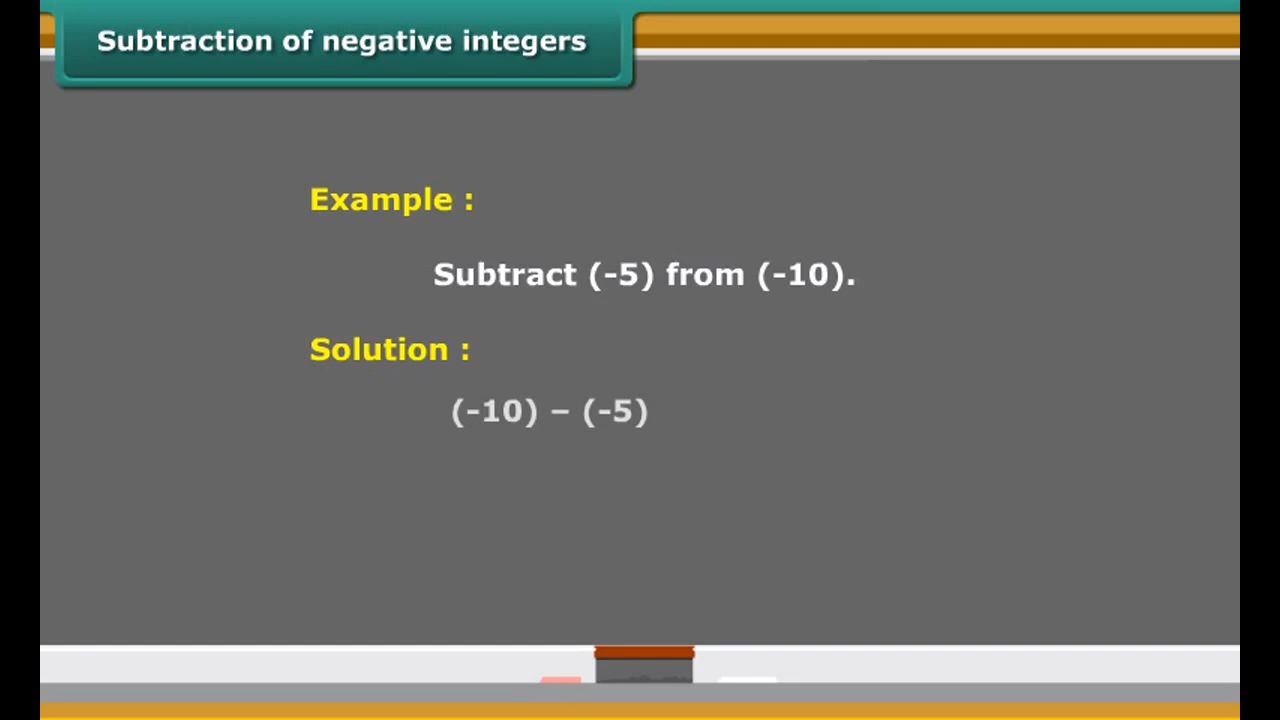 Subtraction of negative integers
Example :
Subtract (-5) from (-10).
Solution :
(-10) – (-5)